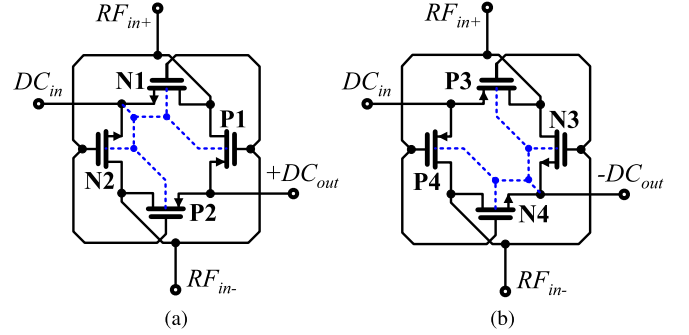 RFin+ RFin+
DCin N1 DCin P3
P1 N3
N2 +DCout P4 -DCout
P2 N4
RFin- RFin-
(a) (b)